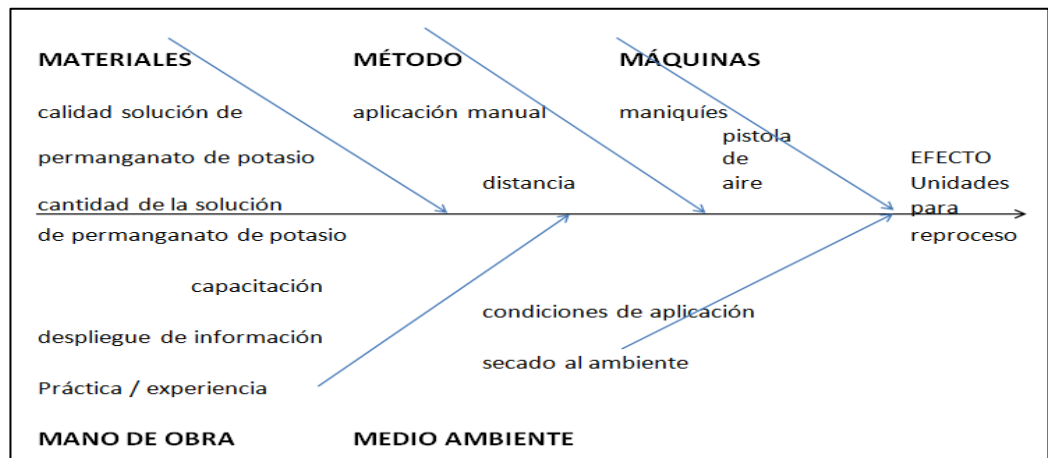 MATERIALES
calidad solución de
permanganato de potasio
cantidad de la solución
de permanganato de potasio
MÉTODO
aplicación manual
distancia
MÁQUINAS
maniquíes
pistola
de
aire
EFECTO
Unidades
para
reproceso
capacitación
despliegue de información
Práctica / experiencia
MANO DE OBRA
condiciones de aplicación
secado al ambiente
MEDIO AMBIENTE